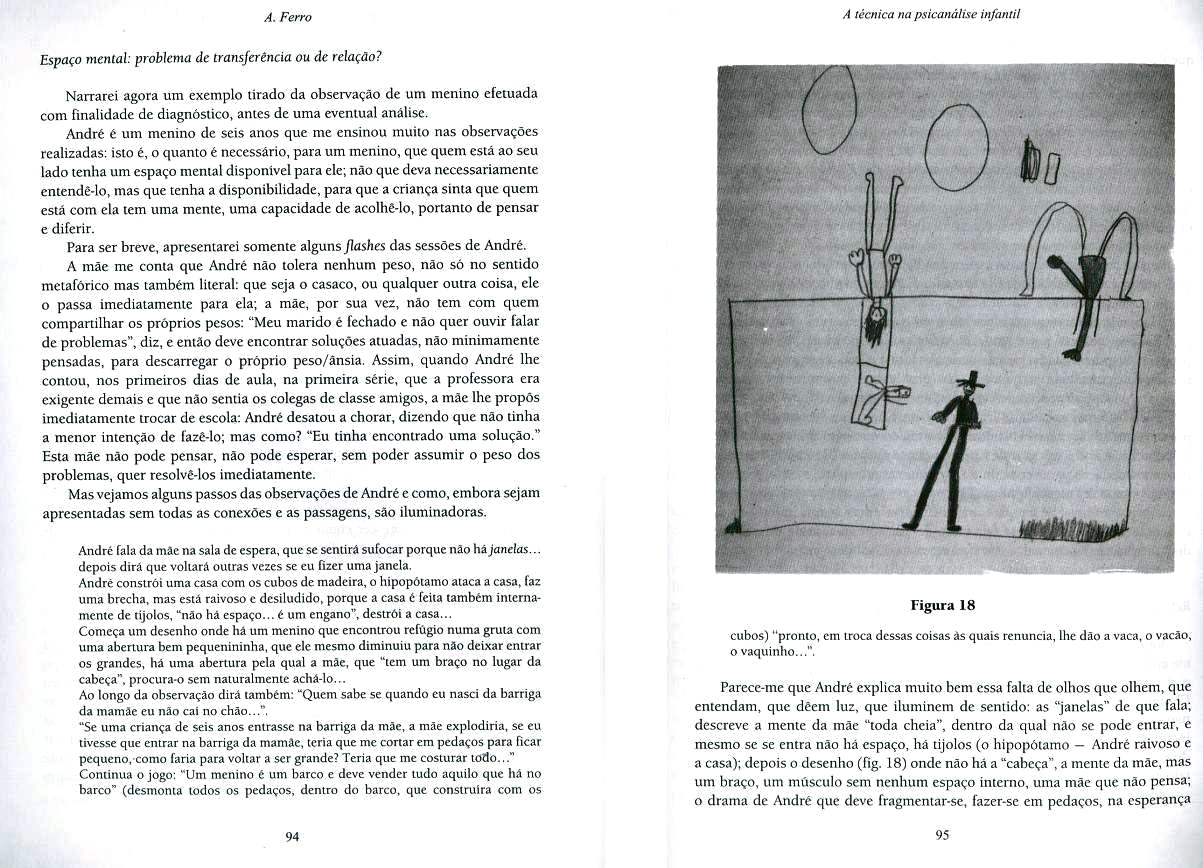 A. Ferro
Espaço mental: problema de transferência ou de relação?
Narrarei agora um exemplo tirado da observação de um menino efetuada
com finalidade de diagnóstico, antes de uma eventual análise.
André é um menino de seis anos que me ensinou muito nas observações
realizadas: isto é, o quanto é necessário, para um menino, que quem está ao seu
lado tenha um espaço mental disponível para ele; não que deva necessariamente
entendê-lo, mas que tenha a disponibilidade, para que a criança sinta que quem
está com ela tem uma mente, uma capacidade de acolhê-lo, portanto de pensar
e diferir.
Para ser breve, apresentarei somente alguns flashes das sessões de André.
A mãe me conta que André não tolera nenhum peso, não só no sentido
metafórico mas também literal: que seja o casaco, ou qualquer outra coisa, ele
o passa imediatamente para ela; a mãe, por sua vez, não tem com quem
compartilhar os próprios pesos: “Meu marido é fechado e não quer ouvir falar
de problemas”, diz, e então deve encontrar soluções atuadas, não minimamente
pensadas, para descarregar o próprio peso/ânsia. Assim, quando André lhe
contou, nos primeiros dias de aula, na primeira série, que a professora era
exigente demais e que não sentia os colegas de classe amigos, a mãe lhe propôs
imediatamente trocar de escola: André desatou a chorar, dizendo que não tinha
a menor intenção de fazê-lo; mas como? “Eu tinha encontrado uma solução.”
Esta mãe não pode pensar, não pode esperar, sem poder assumir o peso dos
problemas, quer resolvê-los imediatamente.
Mas vejamos alguns passos das observações de André e como, embora sejam
apresentadas sem todas as conexões e as passagens, são iluminadoras.
André fala da mãe na sala de espera, que se sentirá sufocar porque não há janelas…
depois dirá que voltará outras vezes se eu fizer uma janela.
André constrói uma casa com os cubos de madeira, o hipopótamo ataca a casa, faz
uma brecha, mas está raivoso e desiludido, porque a casa é feita também interna-
mente de tijolos, “não há espaço… é um engano”, destrói a casa…
Começa um desenho onde há um menino que encontrou refúgio numa gruta com
uma abertura bem pequenininha, que ele mesmo diminuiu para não deixar entrar
os grandes, há uma abertura pela qual a mãe, que “tem um braço no lugar da
cabeça”, procura-o sem naturalmente achá-lo…
Ao longo da observação dirá também: “Quem sabe se quando eu nasci da barriga
da mamãe eu não caí no chão…”.
“Se uma criança de seis anos entrasse na barriga da mãe, a mãe explodiria, se eu
tivesse que entrar na barriga da mamãe, teria que me cortar em pedaços para ficar
pequeno, como faria para voltar a ser grande? Teria que me costurar todo…”
Continua o jogo: “Um menino é um barco e deve vender tudo aquilo que há no
barco” (desmonta todos os pedaços, dentro do barco, que construíra com os
94
A técnica na psicanálise infantil
Figura 18
cubos) “pronto, em troca dessas coisas às quais renuncia, lhe dão a vaca, o vacão,
o vaquinho…”.
Parece-me que André explica muito bem essa falta de olhos que olhem, que
entendam, que dêem luz, que iluminem de sentido: as “janelas” de que fala;
descreve a mente da mãe “toda cheia”, dentro da qual não se pode entrar, e
mesmo se se entra não há espaço, há tijolos (o hipopótamo — André raivoso e
a casa); depois o desenho (fig. 18) onde não há a “cabeça”, a mente da mãe, mas
um braço, um músculo sem nenhum espaço interno, uma mãe que não pensa;
o drama de André que deve fragmentar-se, fazer-se em pedaços, na esperança
95